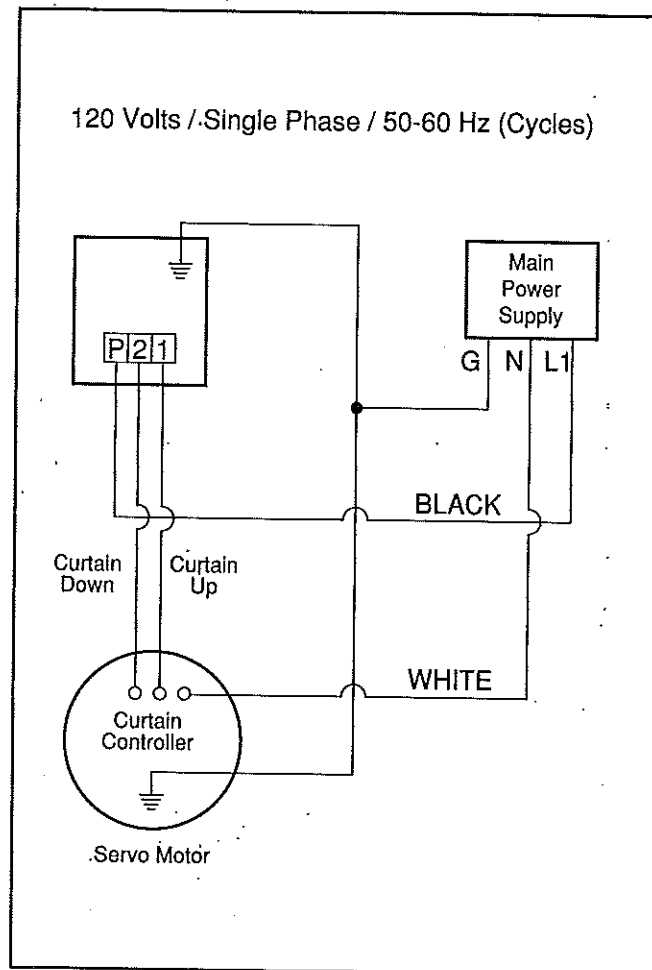 120 Volts / Single Phase / 50-60 Hz (Cycles)
Main
Power
Supply
P 2 1
G N L1
BLACK
Curtain
Down
Curtain
Up
WHITE
Curtain
Controller
Servo Motor